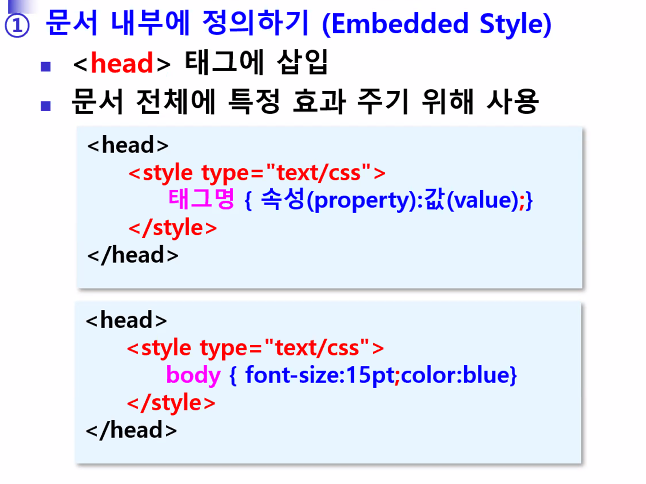 ① 문서 내부에 정의하기 (Embedded Style)
<head> 태그에 삽입
문서 전체에 특정 효과 주기 위해 사용
<head>
<style type="text/css">
태그명 { 속성(property):값(value);}
</style>
</head>
<head>
<style type="text/css">
body { font-size:15pt;color:blue}
</style>
</head>